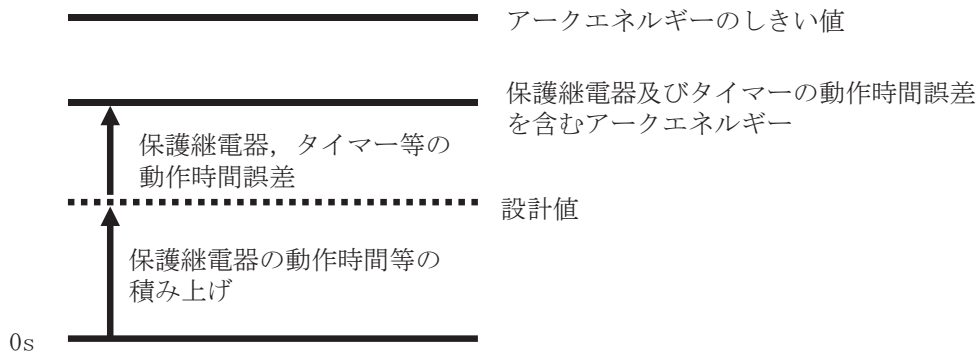 アークエネルギーのしきい値
保護継電器及びタイマーの動作時間誤差
を含むアークエネルギー
保護継電器，タイマー等の
動作時間誤差
設計値
保護継電器の動作時間等の
積み上げ
0s